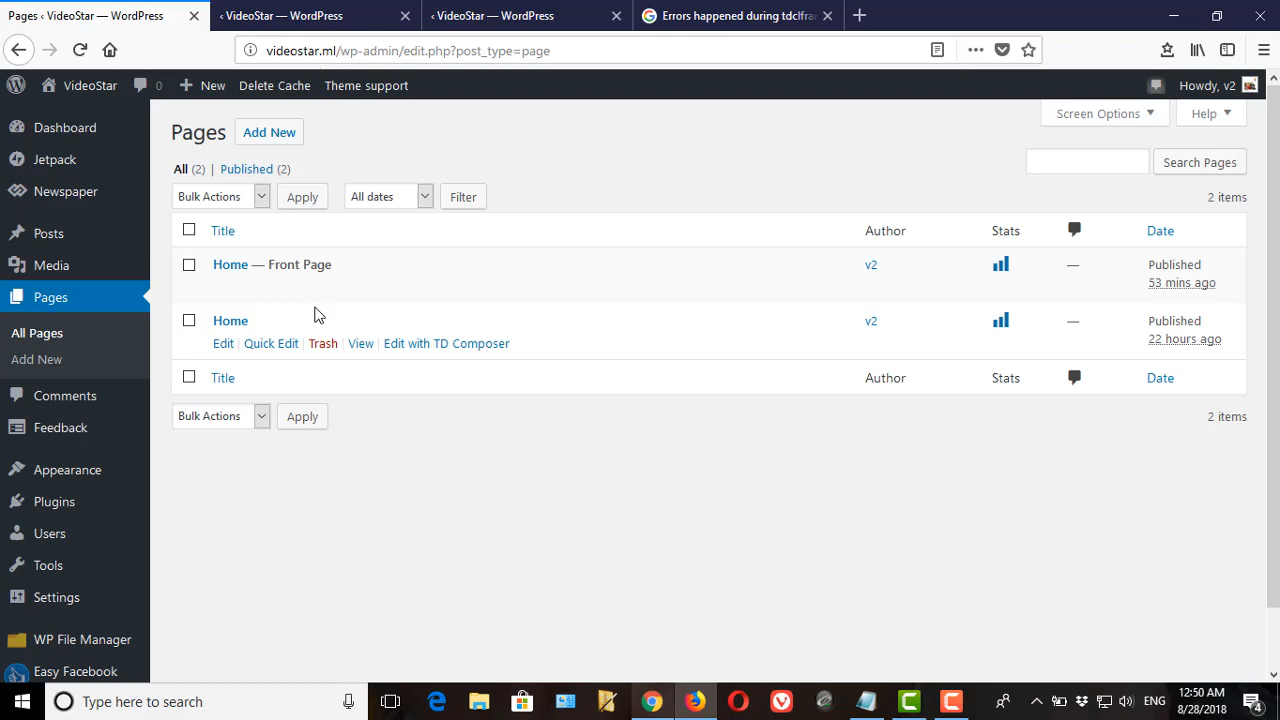 Pages ‹ VideoStar — WordPress
‹ VideoStar — WordPress
‹ VideoStar — WordPress
Errors happened during tdcIfra
videostar.ml/wp-admin/edit.php?post_type=page
VideoStar 0 New Delete Cache Theme support
Howdy, v2
Dashboard
Jetpack
Newspaper
Posts
Media
Pages
All Pages
Add New
Comments
Feedback
Appearance
Plugins
Users
Tools
Settings
WP File Manager
Easy Facebook
Screen Options
Help
Pages Add New
All (2) | Published (2)
Search Pages
Bulk Actions Apply All dates Filter
2 items
Title Author Stats Date
Home — Front Page v2 — Published
53 mins ago
Home v2 — Published
Edit | Quick Edit | Trash | View | Edit with TD Composer
22 hours ago
Title Author Stats Date
Bulk Actions Apply
2 items
Type here to search
ENG
12:50 AM
8/28/2018
4